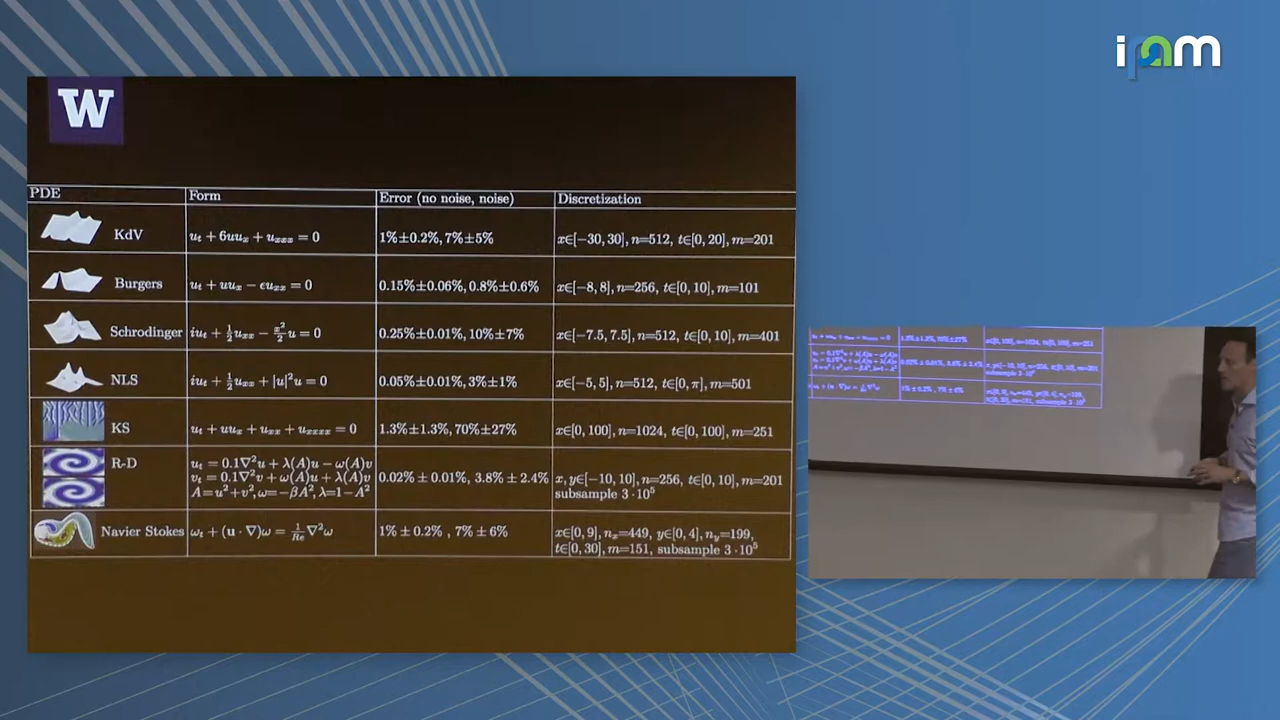 ipam
W
PDE Form Error (no noise, noise) Discretization
KdV u_t + 6uu_x + u_xxx = 0 1%±0.2%, 7%±5% x∈[−30, 30], n=512, t∈[0, 20], m=201
Burgers u_t + uu_x − ϵu_xx = 0 0.15%±0.06%, 0.8%±0.6% x∈[−8, 8], n=256, t∈[0, 10], m=101
Schrodinger iu_t + ½u_xx − x²/2 u = 0 0.25%±0.01%, 10%±7% x∈[−7.5, 7.5], n=512, t∈[0, 10], m=401
NLS iu_t + ½u_xx + |u|²u = 0 0.05%±0.01%, 3%±1% x∈[−5, 5], n=512, t∈[0, π], m=501
KS u_t + uu_x + u_xx + u_xxxx = 0 1.3%±1.3%, 70%±27% x∈[0, 100], n=1024, t∈[0, 100], m=251
R-D u_t = 0.1∇²u + λ(A)u − ω(A)v
v_t = 0.1∇²v + ω(A)u + λ(A)v 0.02% ± 0.01%, 3.8% ± 2.4% x, y∈[−10, 10], n=256, t∈[0, 10], m=201
A=u²+v², ω=−βA², λ=1−A² subsample 3·10⁵
Navier Stokes ω_t + (u · ∇)ω = 1/Re ∇²ω 1% ± 0.2% , 7% ± 6% x∈[0, 9], n_x=449, y∈[0, 4], n_y=199,
t∈[0, 30], m=151, subsample 3·10⁵